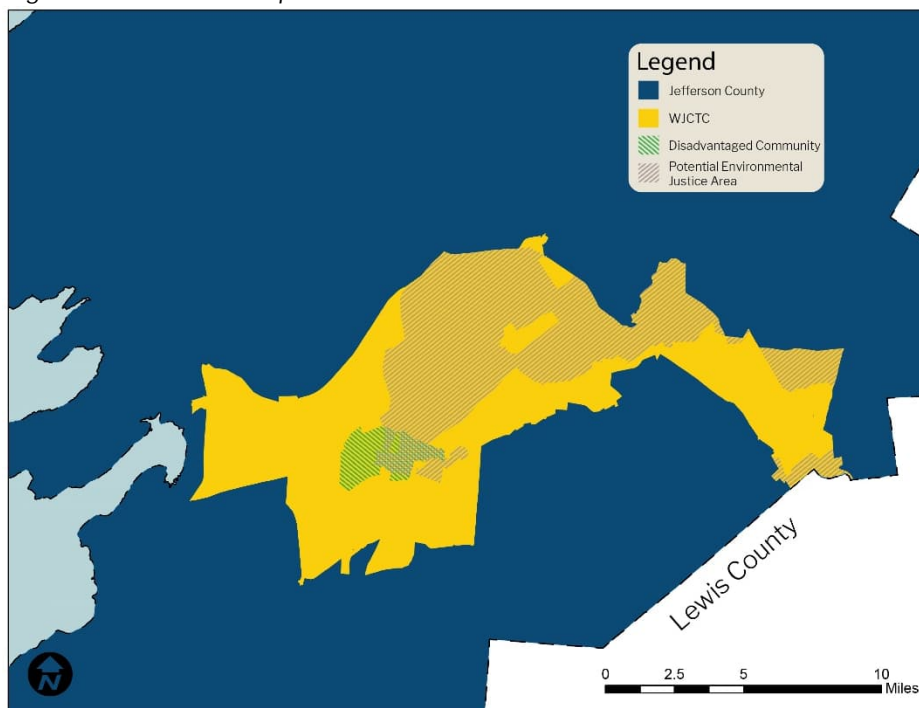 Legend
Jefferson County
WJCTC
Disadvantaged Community
Potential Environmental
Justice Area
Lewis County
N
0 2.5 5 10
Miles